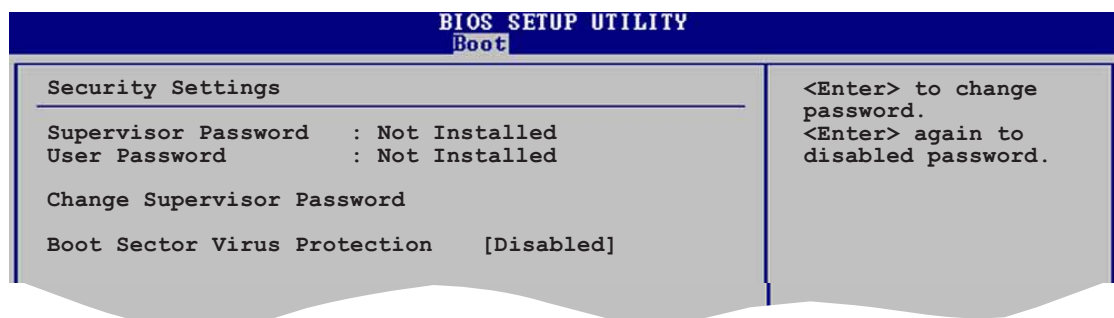 BIOS SETUP UTILITY
Boot
Security Settings
Supervisor Password : Not Installed
User Password : Not Installed
Change Supervisor Password
Boot Sector Virus Protection [Disabled]
<Enter> to change
password.
<Enter> again to
disabled password.